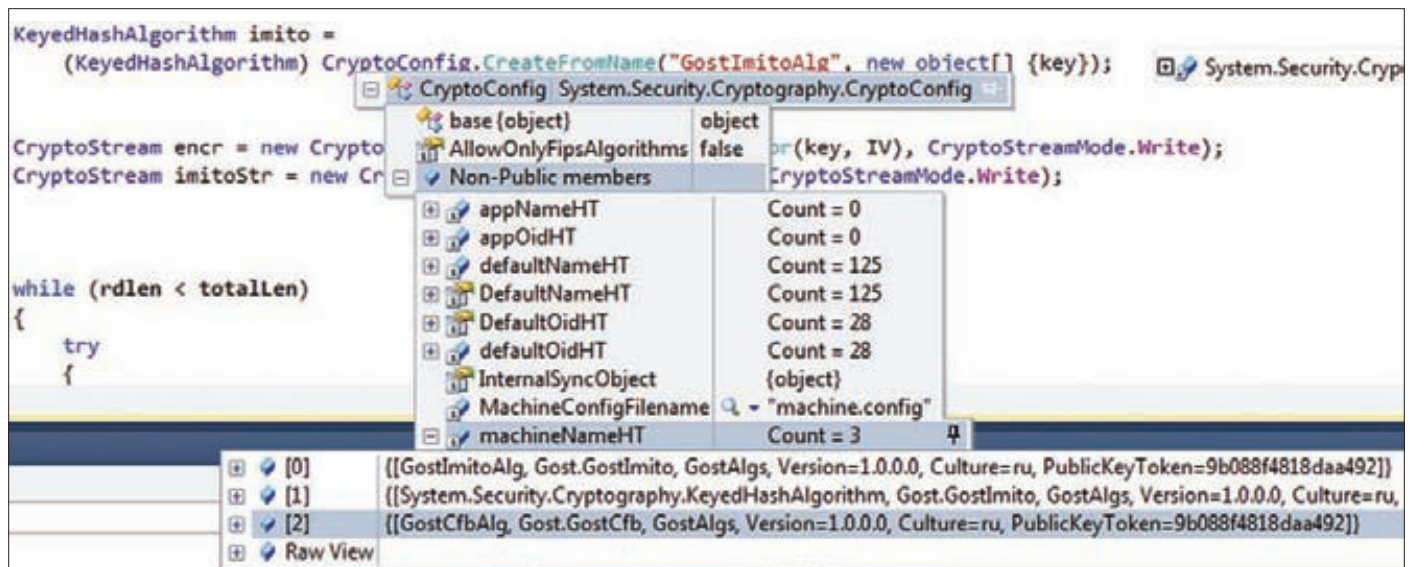 KeyedHashAlgorithm imito =
(KeyedHashAlgorithm) CryptoConfig.CreateFromName("GostImitoAlg", new object[] {key});
System.Security.Cryp
CryptoConfig System.Security.Cryptography.CryptoConfig
base {object} object
AllowOnlyFipsAlgorithms false
CryptoStream encr = new Crypto or(key, IV), CryptoStreamMode.Write);
CryptoStream imitoStr = new Cr CryptoStreamMode.Write);
Non-Public members
appNameHT Count = 0
appOidHT Count = 0
defaultNameHT Count = 125
while (rdlen < totalLen)
DefaultNameHT Count = 125
{
DefaultOidHT Count = 28
try
defaultOidHT Count = 28
{
InternalSyncObject {object}
MachineConfigFilename "machine.config"
machineNameHT Count = 3
[0] {[GostImitoAlg, Gost.GostImito, GostAlgs, Version=1.0.0.0, Culture=ru, PublicKeyToken=9b088f4818daa492]}
[1] {[System.Security.Cryptography.KeyedHashAlgorithm, Gost.GostImito, GostAlgs, Version=1.0.0.0, Culture=ru,
[2] {[GostCfbAlg, Gost.GostCfb, GostAlgs, Version=1.0.0.0, Culture=ru, PublicKeyToken=9b088f4818daa492]}
Raw View